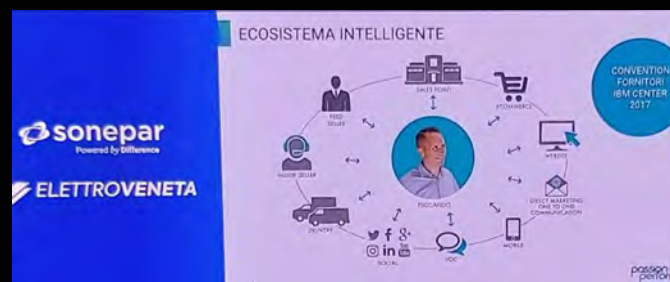 ECOSISTEMA INTELLIGENTE
CONVENTION
FORNITORI
IBM CENTER
2017
sonepar
Powered by Difference
ELETTROVENETA
SALES POINT
ECOMMERCE
FIELD
SELLER
WEBSITE
INSIDE SELLER
DIRECT MARKETING
ONE TO ONE
COMMUNICATION
DELIVERY
MOBILE
SOCIAL
VOC
passion
perform